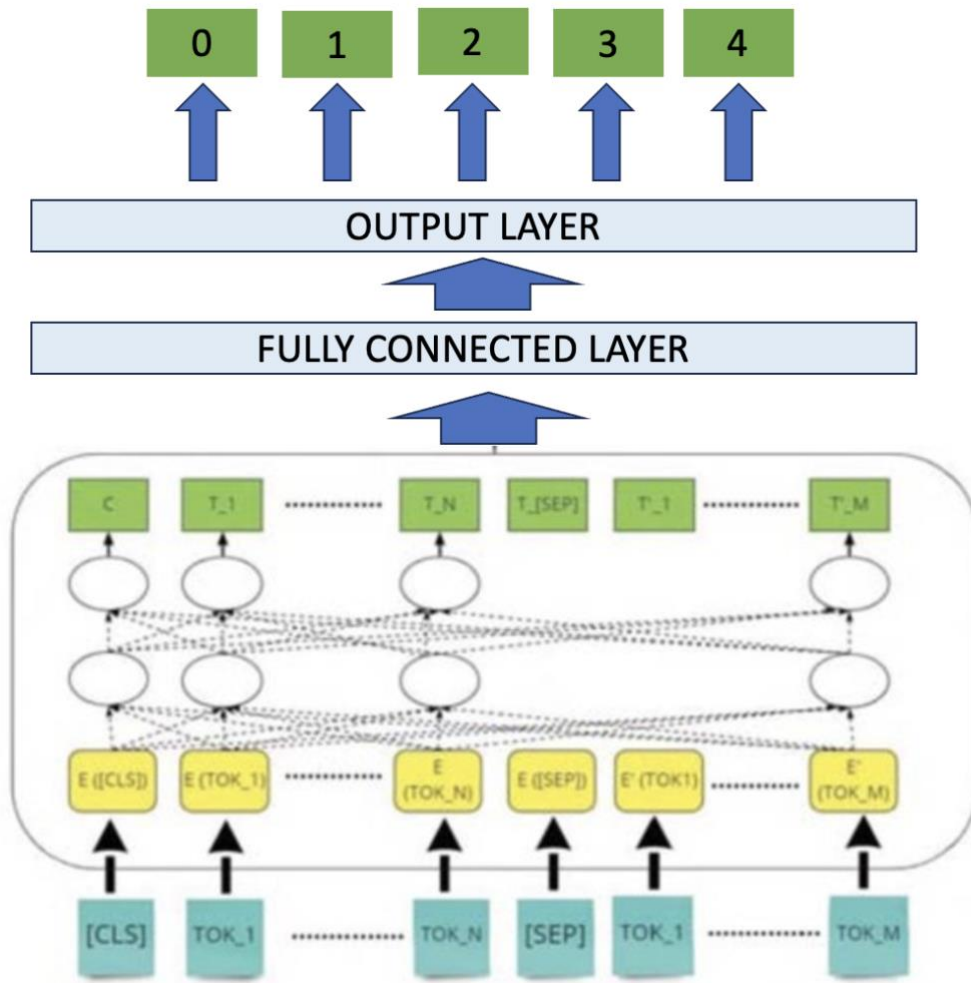 0 1 2 3 4
OUTPUT LAYER
FULLY CONNECTED LAYER
C T_1 T_N T_[SEP] T'_1 T'_M
E ([CLS]) E (TOK_1) E (TOK_N) E ([SEP]) E' (TOK1) E' (TOK_M)
[CLS] TOK_1 TOK_N [SEP] TOK_1 TOK_M